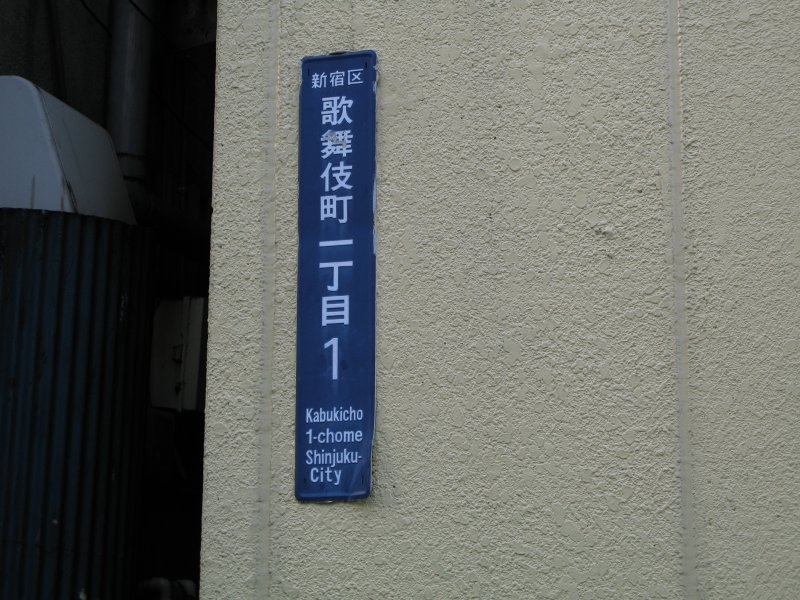 新宿区
歌舞伎町一丁目1
Kabukicho
1-chome
Shinjuku-
City